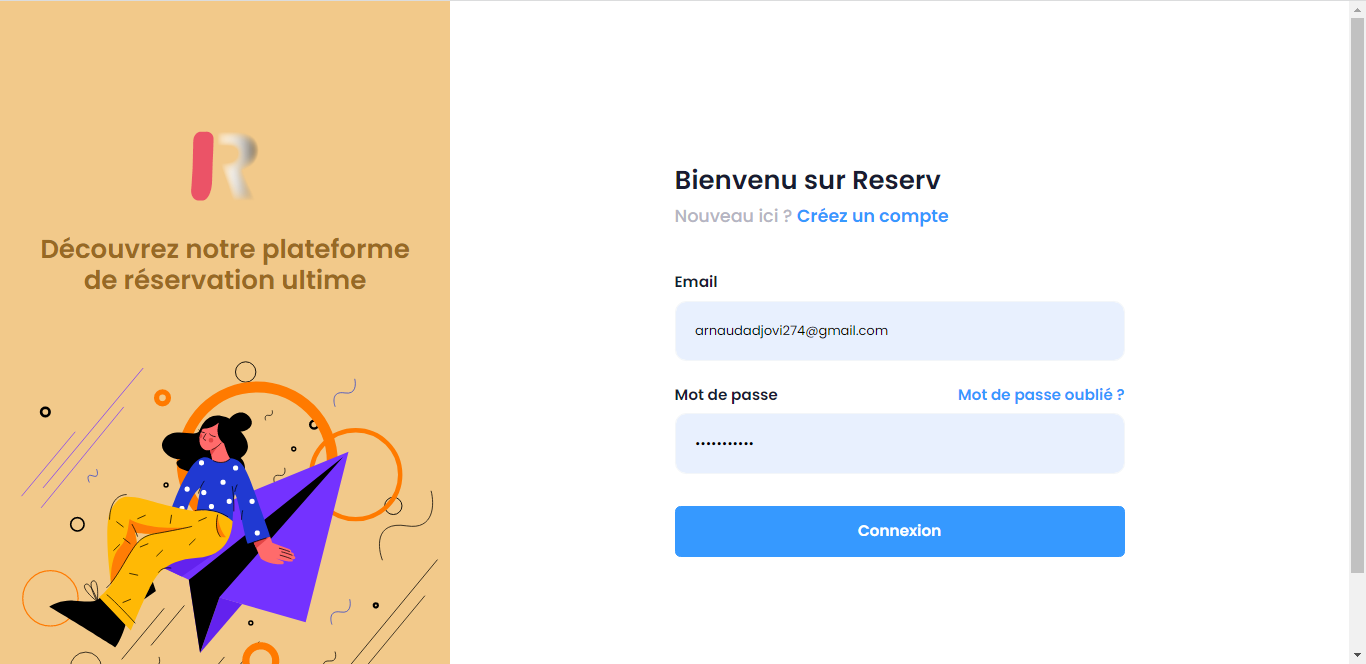 R
Découvrez notre plateforme
de réservation ultime
Bienvenu sur Reserv
Nouveau ici ? Créez un compte
Email
arnaudadjovi274@gmail.com
Mot de passe
Mot de passe oublié ?
•••••••••••
Connexion